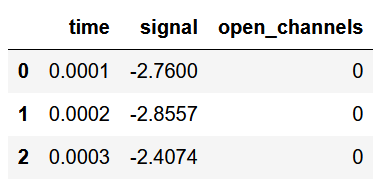 time signal open_channels
0 0.0001 -2.7600 0
1 0.0002 -2.8557 0
2 0.0003 -2.4074 0